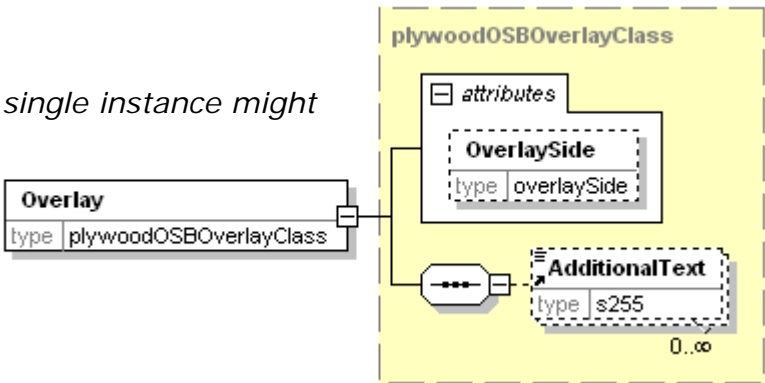 plywoodOSBOverlayClass
single instance might
attributes
OverlaySide
type overlaySide
Overlay
type plywoodOSBOverlayClass
AdditionalText
type s255
0..∞